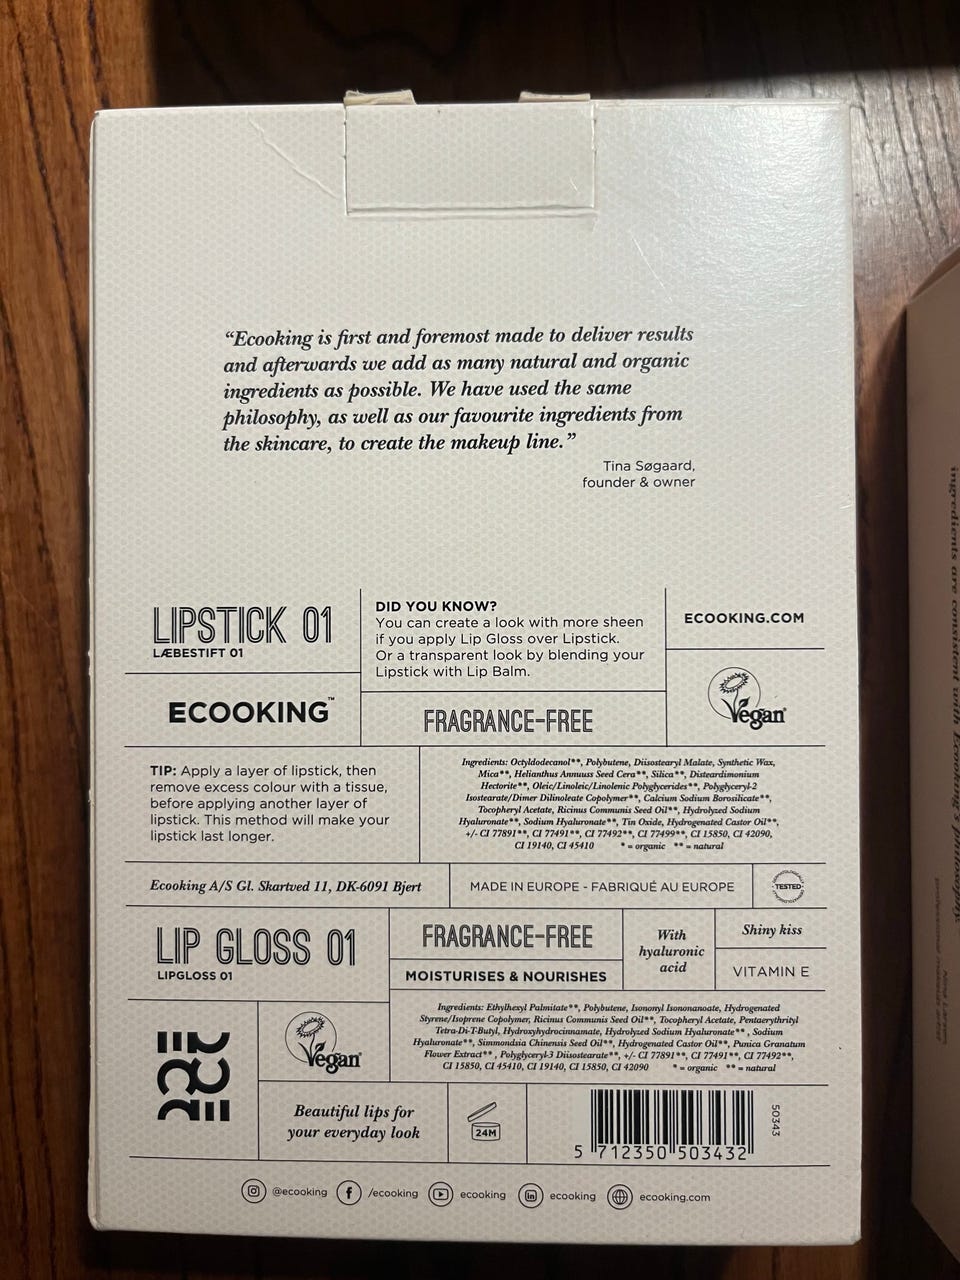 “Ecooking is first and foremost made to deliver results
and afterwards we add as many natural and organic
ingredients as possible. We have used the same
philosophy, as well as our favourite ingredients from
the skincare, to create the makeup line.”
Tina Søgaard,
founder & owner
LIPSTICK 01
LÆBESTIFT 01
ECOOKING™
DID YOU KNOW?
You can create a look with more sheen
if you apply Lip Gloss over Lipstick.
Or a transparent look by blending your
Lipstick with Lip Balm.
FRAGRANCE-FREE
ECOOKING.COM
Vegan
TIP: Apply a layer of lipstick, then
remove excess colour with a tissue,
before applying another layer of
lipstick. This method will make your
lipstick last longer.
Ingredients: Octyldodecanol**, Polybutene, Diisostearyl Malate, Synthetic Wax,
Mica**, Helianthus Annuus Seed Cera**, Silica**, Disteardimonium
Hectorite**, Oleic/Linoleic/Linolenic Polyglycerides**, Polyglyceryl-2
Isostearate/Dimer Dilinoleate Copolymer**, Calcium Sodium Borosilicate**,
Tocopheryl Acetate, Ricinus Communis Seed Oil**, Hydrolyzed Sodium
Hyaluronate**, Sodium Hyaluronate**, Tin Oxide, Hydrogenated Castor Oil**,
+/- CI 77891**, CI 77491**, CI 77492**, CI 77499**, CI 15850, CI 42090,
CI 19140, CI 45410 * = organic ** = natural
Ecooking A/S Gl. Skartved 11, DK-6091 Bjert
MADE IN EUROPE - FABRIQUÉ AU EUROPE
TESTED
LIP GLOSS 01
LIPGLOSS 01
FRAGRANCE-FREE
MOISTURISES & NOURISHES
With
hyaluronic
acid
Shiny kiss
VITAMIN E
Vegan
Ingredients: Ethylhexyl Palmitate**, Polybutene, Isononyl Isononanoate, Hydrogenated
Styrene/Isoprene Copolymer, Ricinus Communis Seed Oil**, Tocopheryl Acetate, Pentaerythrityl
Tetra-Di-T-Butyl, Hydroxyhydrocinnamate, Hydrolyzed Sodium Hyaluronate**, Sodium
Hyaluronate**, Simmondsia Chinensis Seed Oil**, Hydrogenated Castor Oil**, Punica Granatum
Flower Extract**, Polyglyceryl-3 Diisostearate**, +/- CI 77891**, CI 77491**, CI 77492**,
CI 15850, CI 45410, CI 19140, CI 15850, CI 42090 * = organic ** = natural
Beautiful lips for
your everyday look
24M
5 712350 503432
50343
@ecooking
/ecooking
ecooking
ecooking
ecooking.com
ingredients are consistent with Ecooking's philosophy.